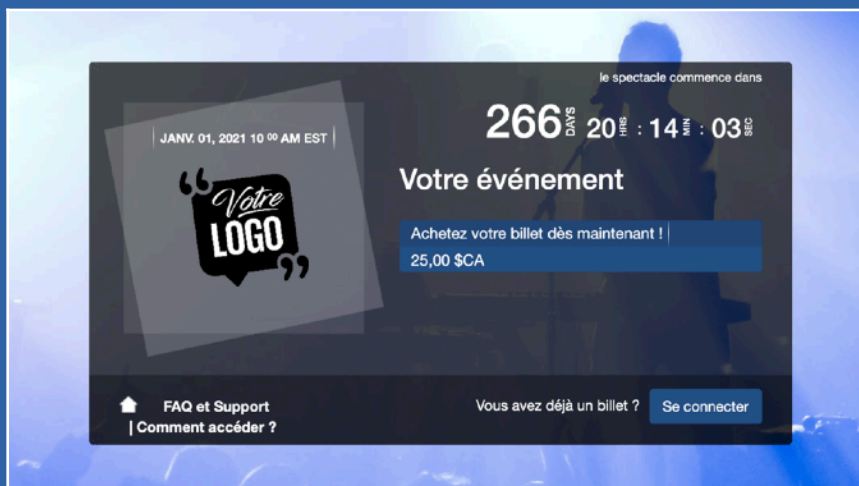 le spectacle commence dans
266 DAYS 20 HRS : 14 MIN : 03 SEC
JANV. 01, 2021 10 00 AM EST
Votre événement
Votre
LOGO
Achetez votre billet dès maintenant !
25,00 $CA
FAQ et Support
| Comment accéder ?
Vous avez déjà un billet ?
Se connecter